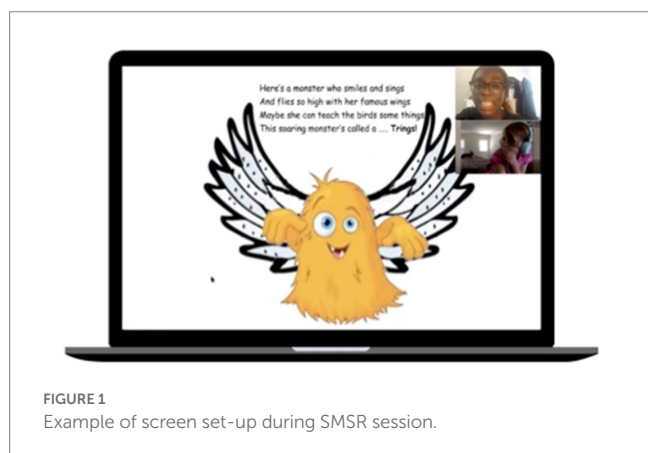 Here's a monster who smiles and sings
And flies so high with her famous wings
Maybe she can teach the birds some things
This soaring monster's called a .... Trings!
FIGURE 1
Example of screen set-up during SMSR session.